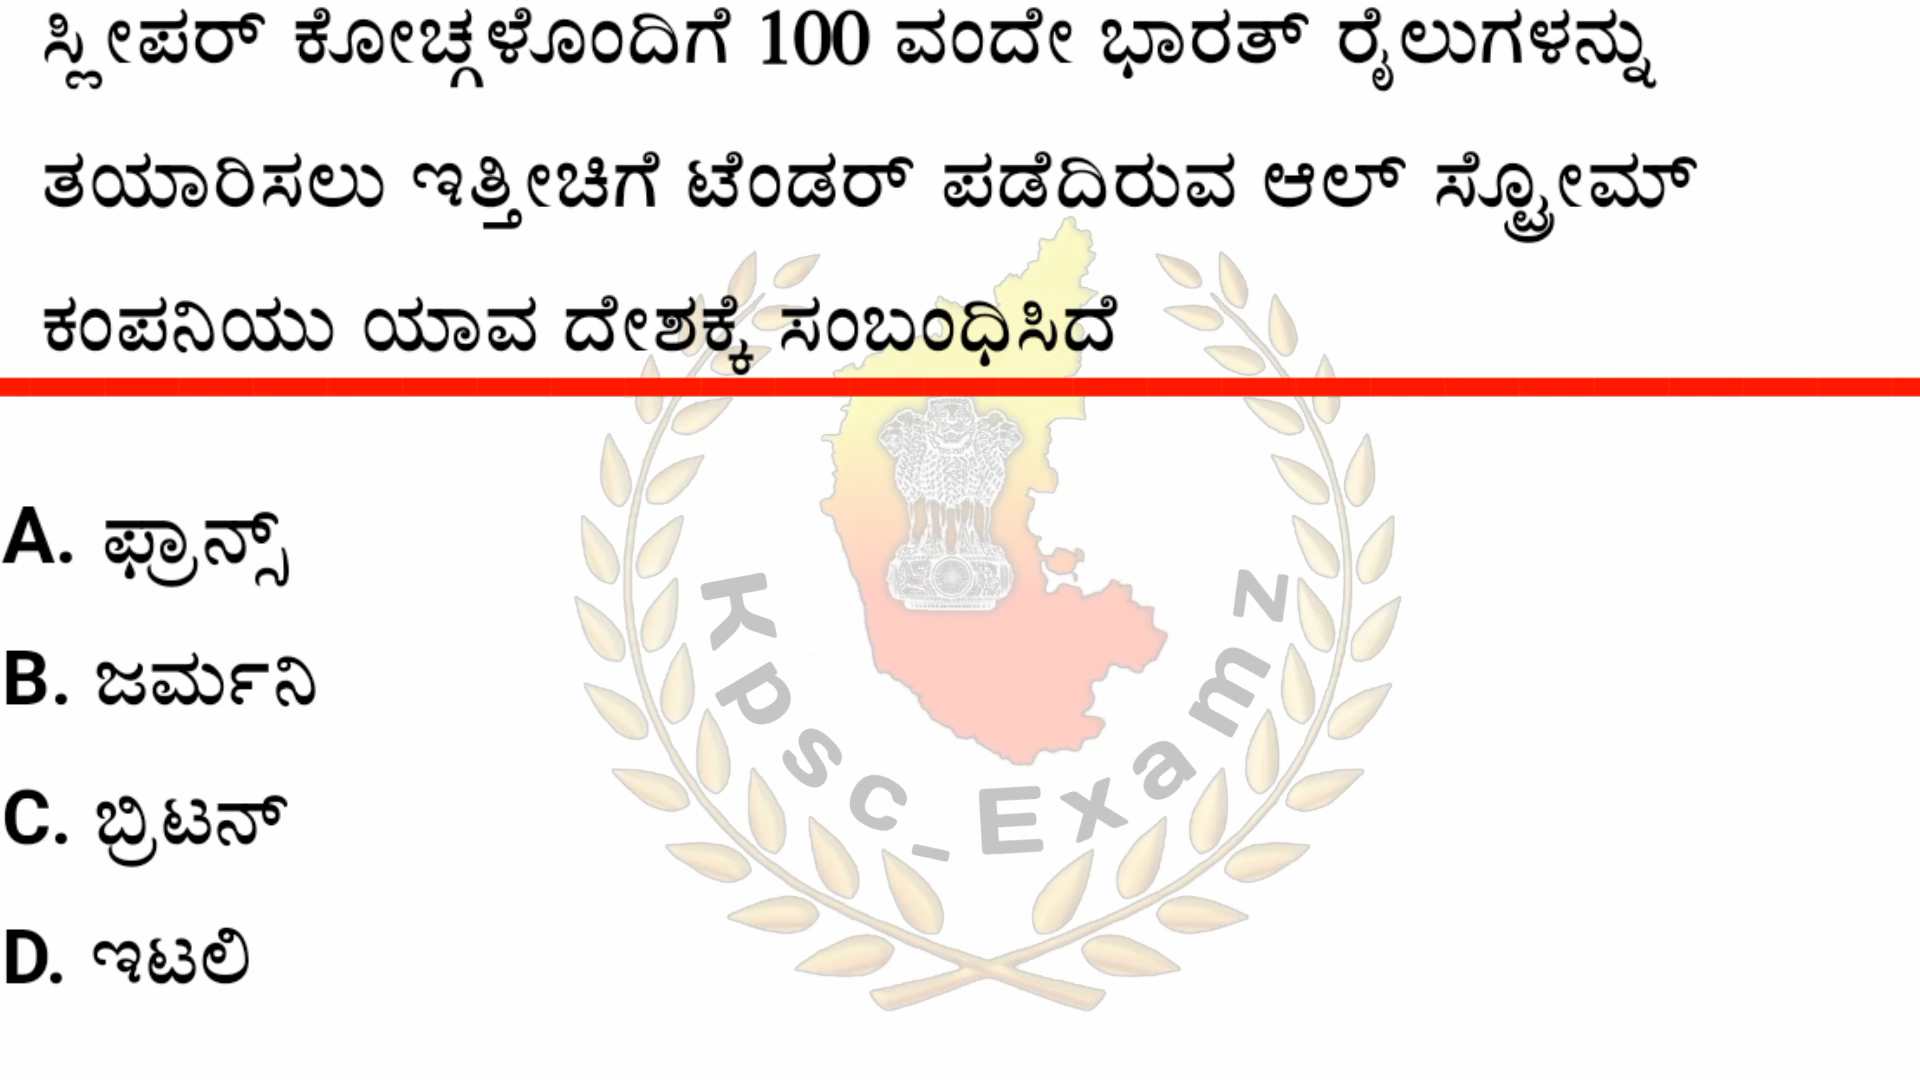 ಸ್ಲೀಪರ್ ಕೋಚ್ಗಳೊಂದಿಗೆ 100 ವಂದೇ ಭಾರತ್ ರೈಲುಗಳನ್ನು
ತಯಾರಿಸಲು ಇತ್ತೀಚಿಗೆ ಟೆಂಡರ್ ಪಡೆದಿರುವ ಆಲ್ ಸ್ಟ್ರೋಮ್
ಕಂಪನಿಯು ಯಾವ ದೇಶಕ್ಕೆ ಸಂಬಂಧಿಸಿದೆ
A. ಫ್ರಾನ್ಸ್
B. ಜರ್ಮನಿ
C. ಬ್ರಿಟನ್
D. ಇಟಲಿ
Kpsc_Examz